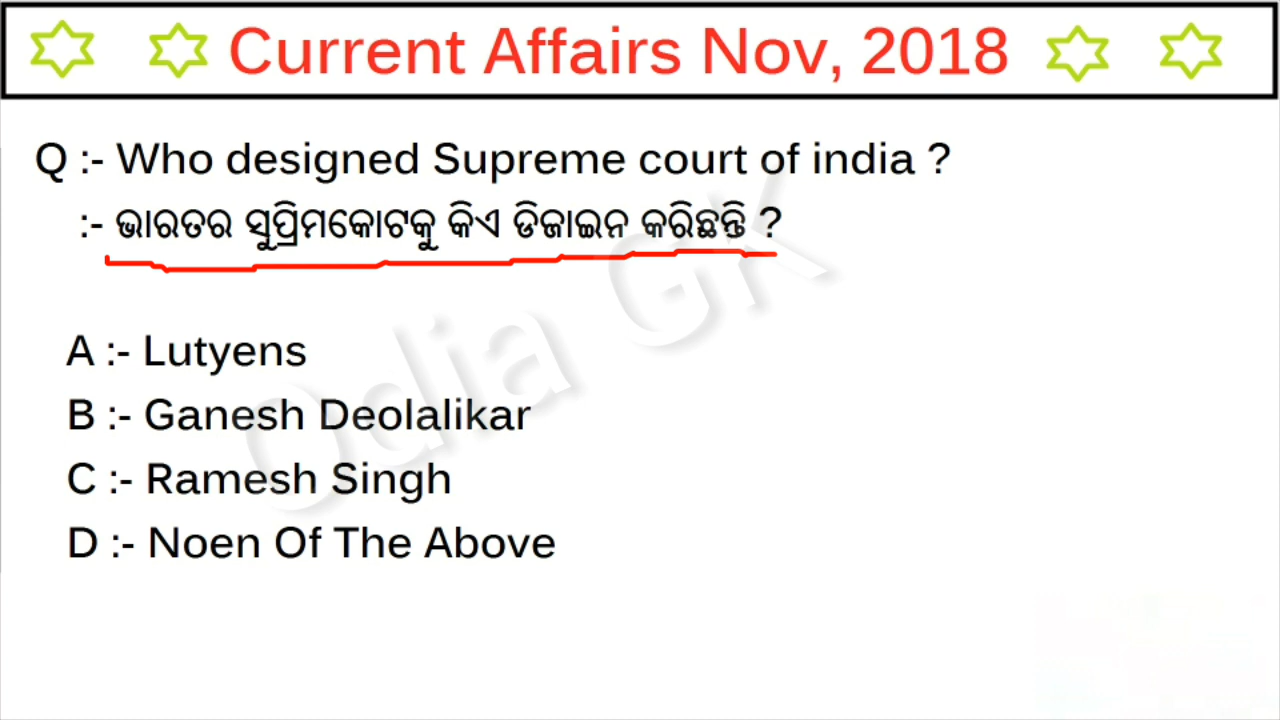 Current Affairs Nov, 2018
Q :- Who designed Supreme court of india ?
:- ଭାରତର ସୁପ୍ରିମକୋଟକୁ କିଏ ଡିଜାଇନ କରିଛନ୍ତି ?
A :- Lutyens
B :- Ganesh Deolalikar
C :- Ramesh Singh
D :- Noen Of The Above
Odia GK